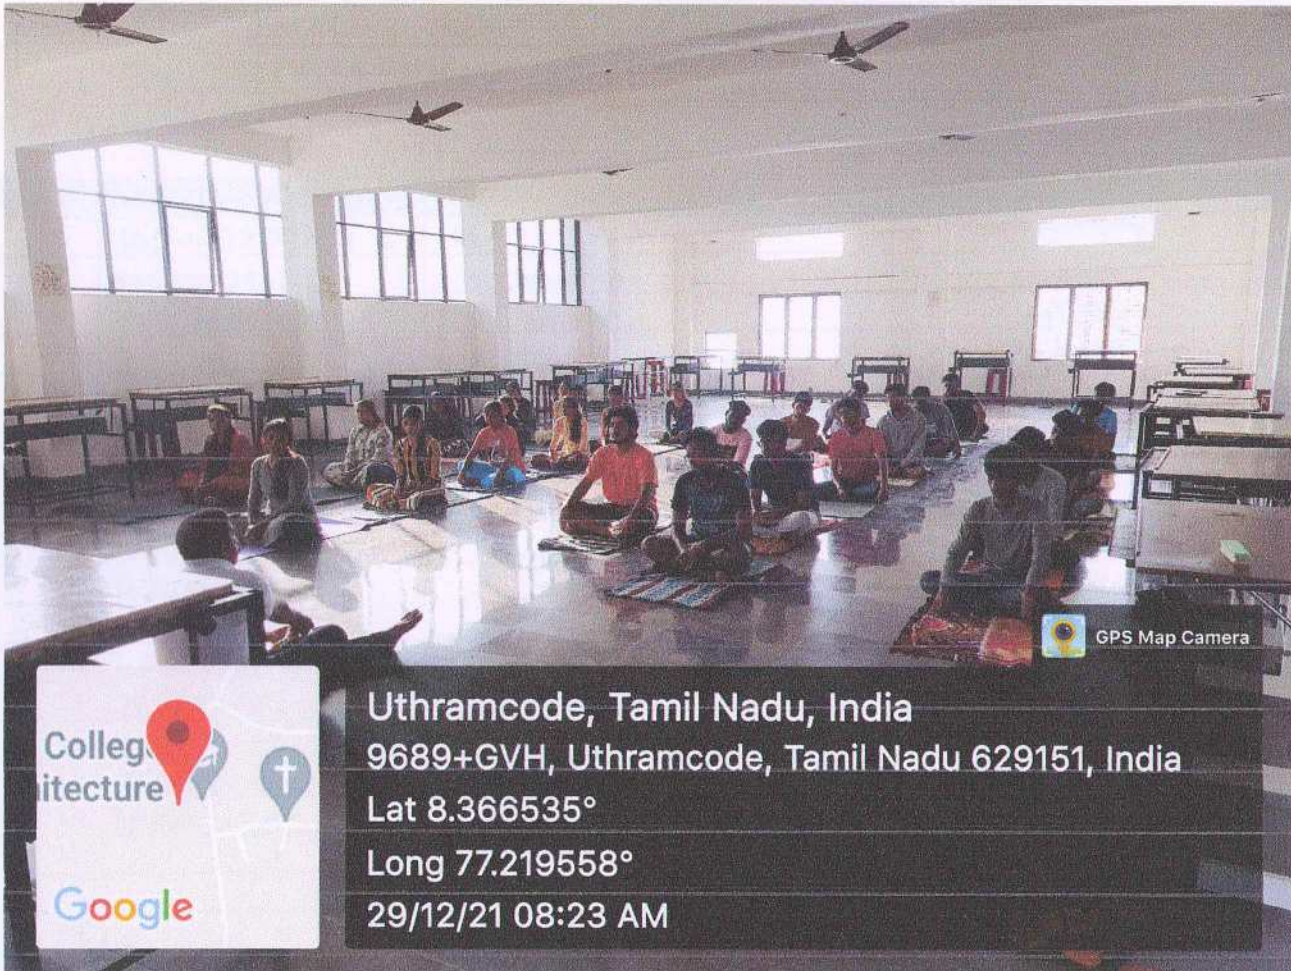 GPS Map Camera
Colleg
itecture
Google
Uthramcode, Tamil Nadu, India
9689+GVH, Uthramcode, Tamil Nadu 629151, India
Lat 8.366535°
Long 77.219558°
29/12/21 08:23 AM